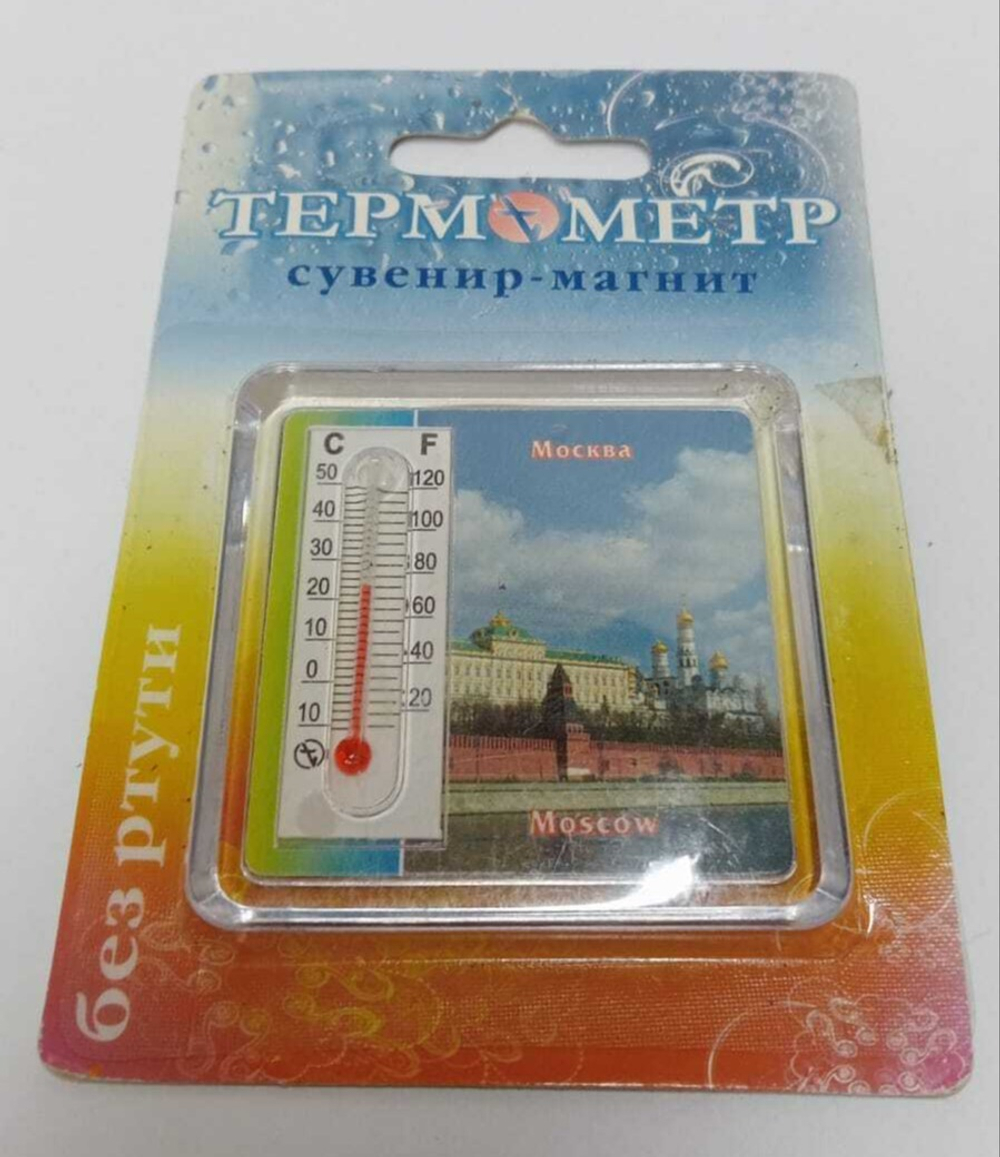 ТЕРМОМЕТР
сувенир-магнит
без ртути
C F
50 120
40 100
30 80
20 60
10 40
0 20
10
Москва
Moscow